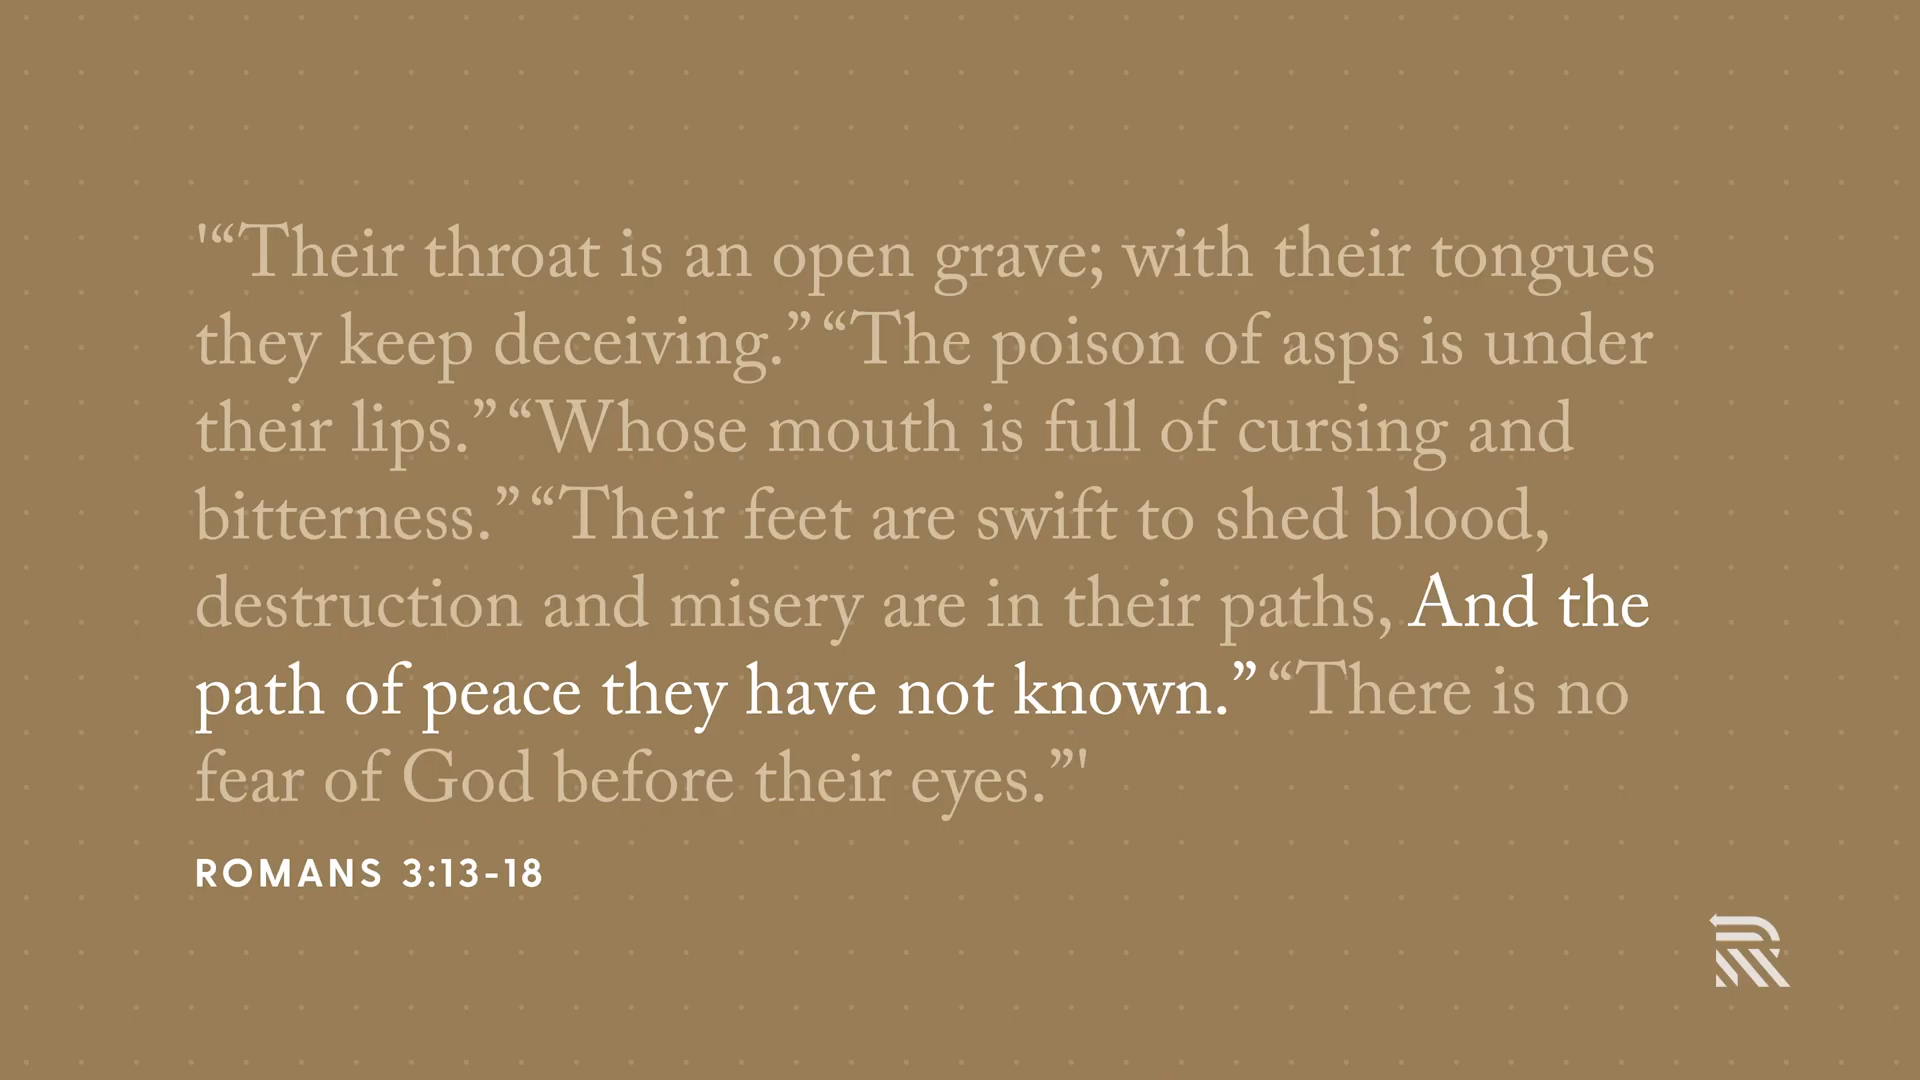 '“Their throat is an open grave; with their tongues
they keep deceiving.” “The poison of asps is under
their lips.” “Whose mouth is full of cursing and
bitterness.” “Their feet are swift to shed blood,
destruction and misery are in their paths, And the
path of peace they have not known.” “There is no
fear of God before their eyes.”'
ROMANS 3:13-18